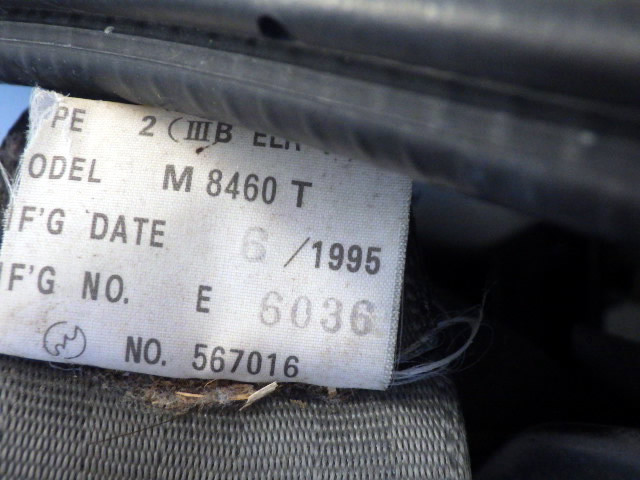 PE 2 (IIIB ELR
ODEL M 8460 T
F'G DATE 6 /1995
F'G NO. E 6036
NO. 567016